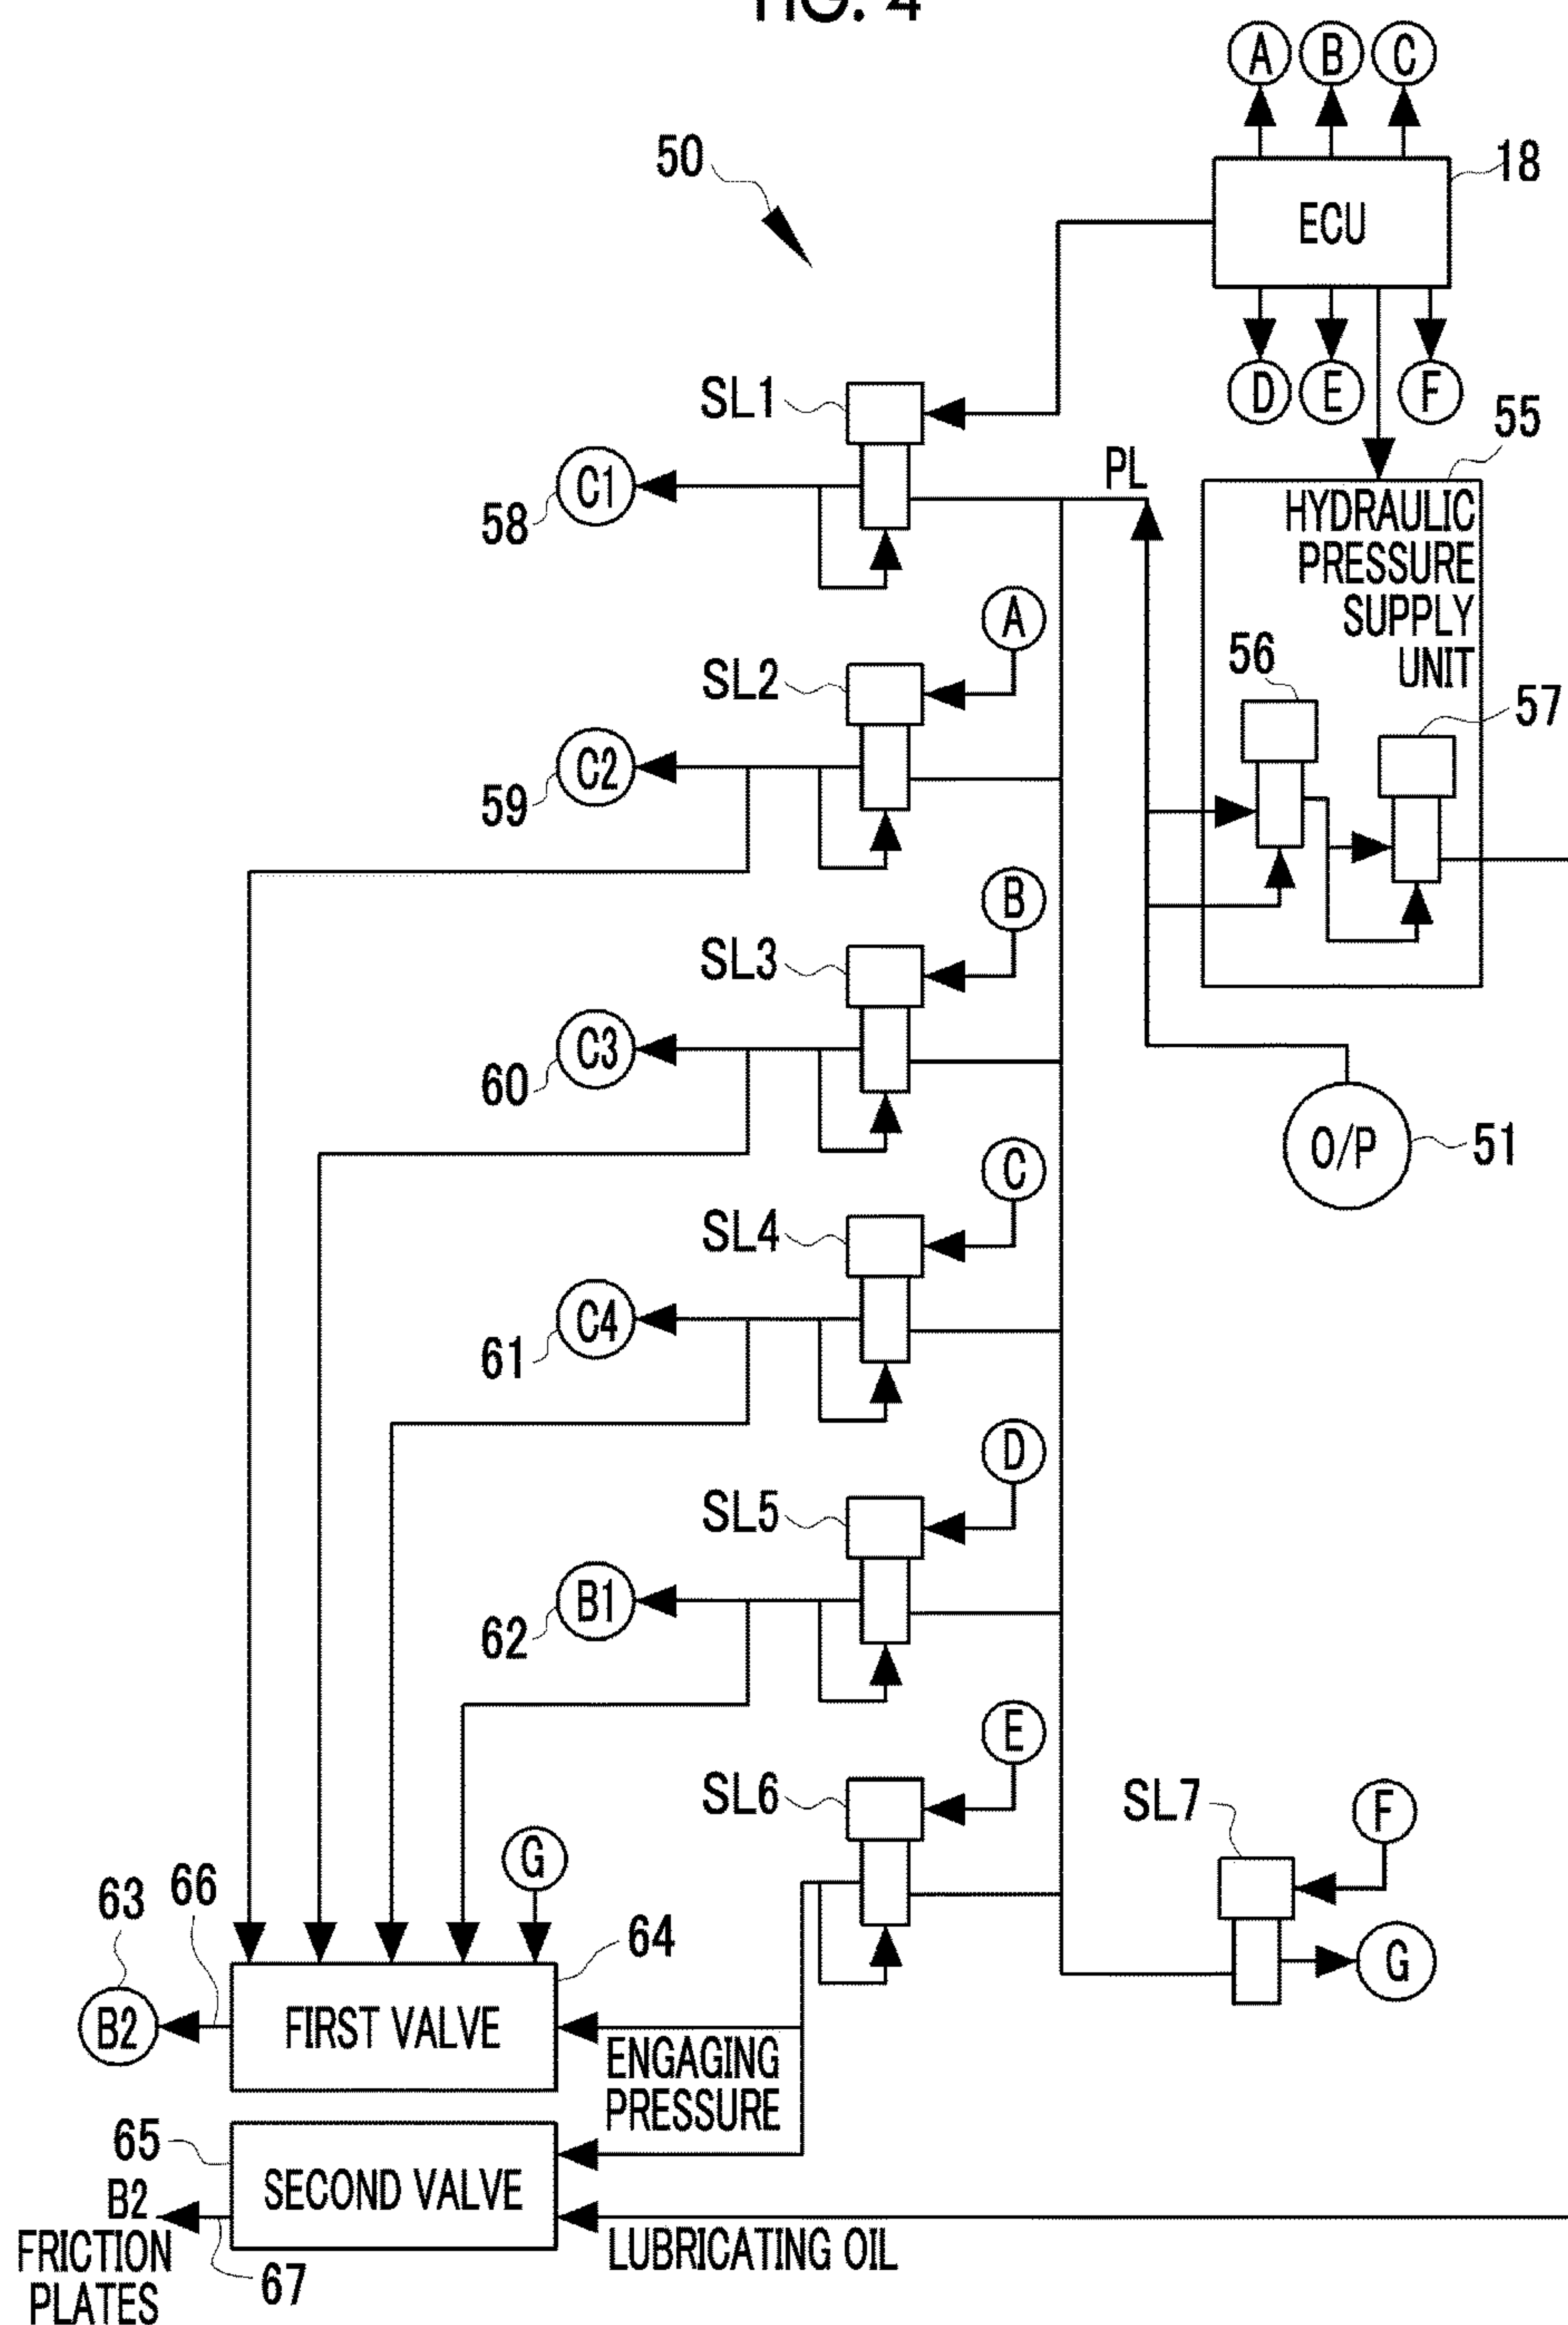 FIG. 4
A B C
50
18
ECU
D E F
SL1
C1
58
PL
55
HYDRAULIC
PRESSURE
SUPPLY
UNIT
56
57
A
SL2
C2
59
B
SL3
C3
60
O/P
51
C
SL4
C4
61
D
SL5
B1
62
E
SL6
SL7
F
G
G
63
66
64
B2
FIRST VALVE
ENGAGING
PRESSURE
65
SECOND VALVE
B2
FRICTION
PLATES
67
LUBRICATING OIL